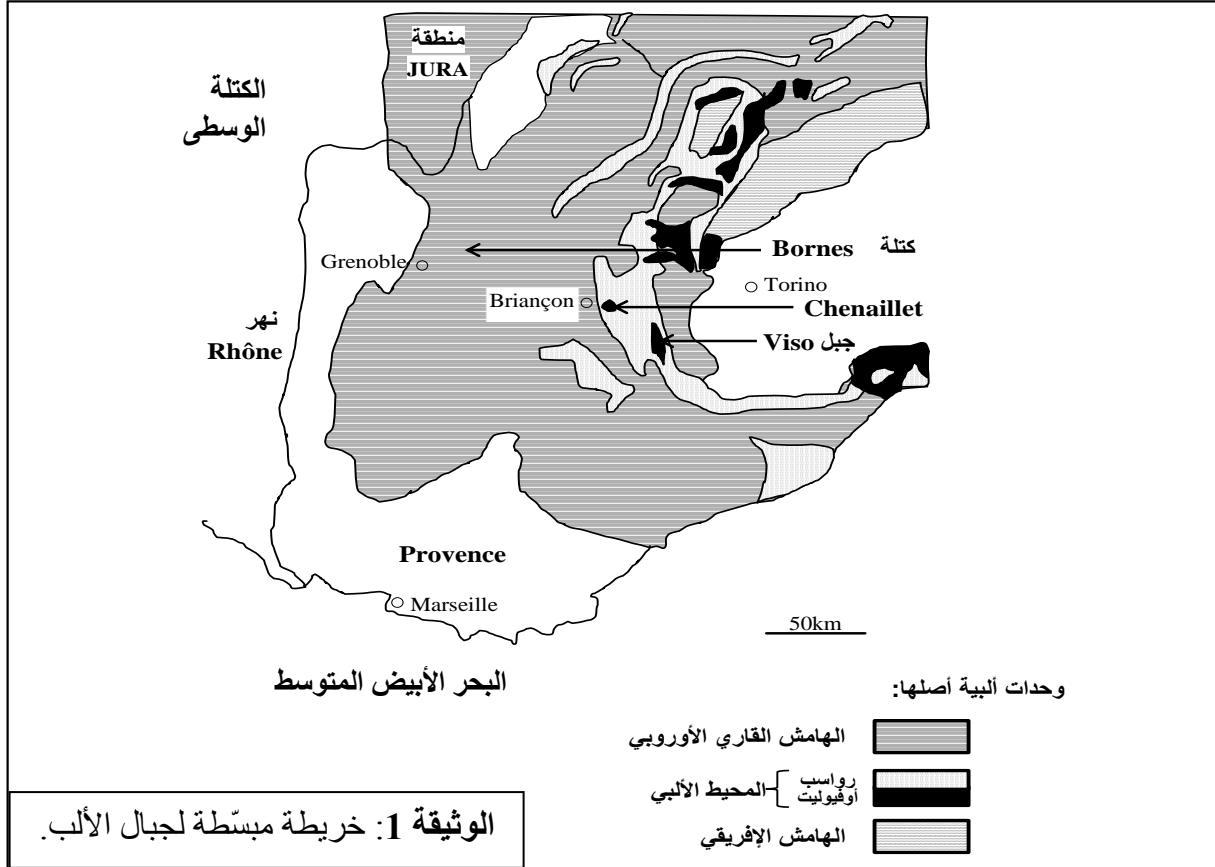 منطقة
JURA
الكتلة
الوسطى
كتلة Bornes
Grenoble
Torino
Briançon
Chenaillet
نهر
Rhône
جبل Viso
Provence
Marseille
50km
البحر الأبيض المتوسط
وحدات ألبية أصلها:
الهامش القاري الأوروبي
رواسب
أوفيوليت
المحيط الألبي
الهامش الإفريقي
الوثيقة 1: خريطة مبسّطة لجبال الألب.